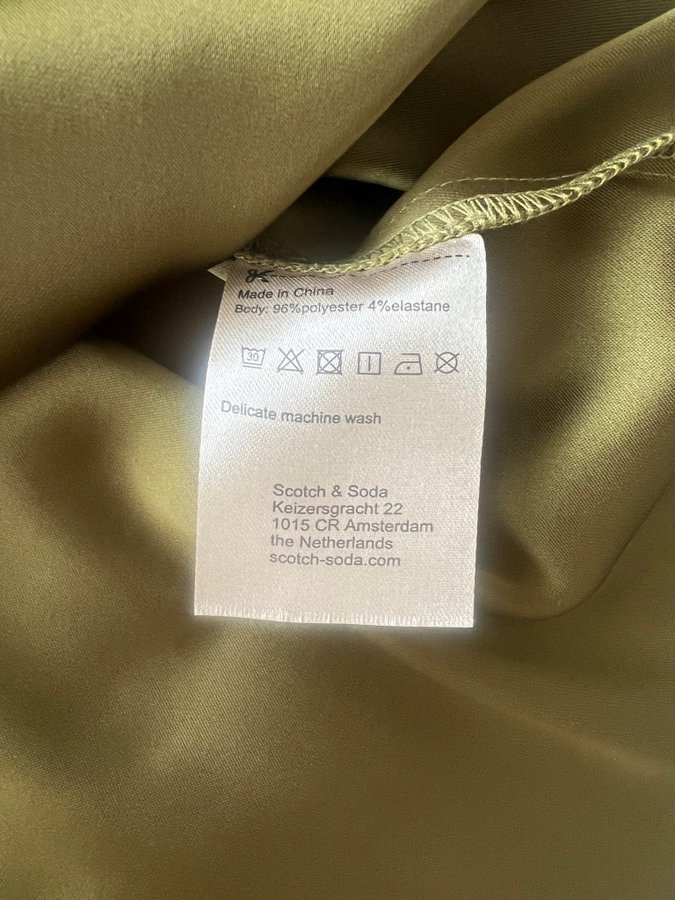 Made in China
Body: 96%polyester 4%elastane
30
Delicate machine wash
Scotch & Soda
Keizersgracht 22
1015 CR Amsterdam
the Netherlands
scotch-soda.com